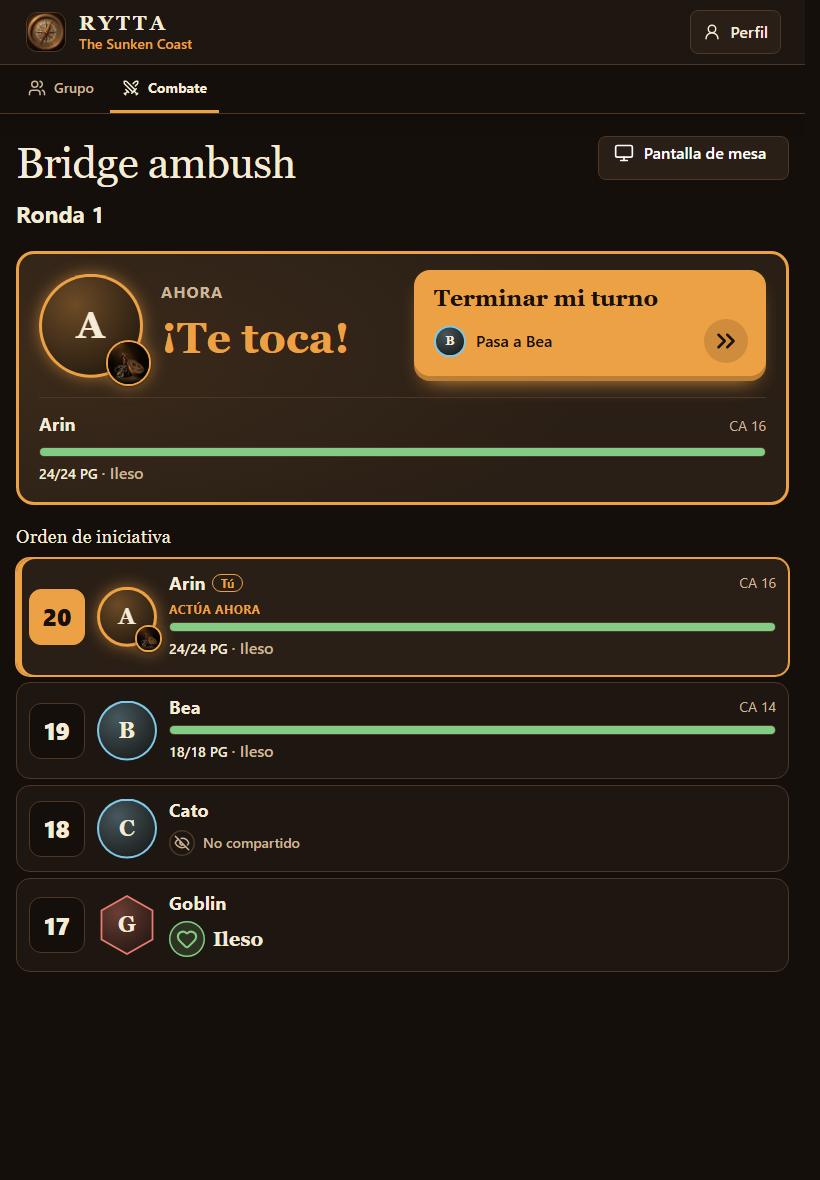 RYTTA
The Sunken Coast
Perfil
Grupo
Combate
Bridge ambush
Pantalla de mesa
Ronda 1
A
AHORA
¡Te toca!
Terminar mi turno
B
Pasa a Bea
Arin
CA 16
24/24 PG · Ileso
Orden de iniciativa
20
A
Arin
Tú
CA 16
ACTÚA AHORA
24/24 PG · Ileso
19
B
Bea
CA 14
18/18 PG · Ileso
18
C
Cato
No compartido
17
G
Goblin
Ileso